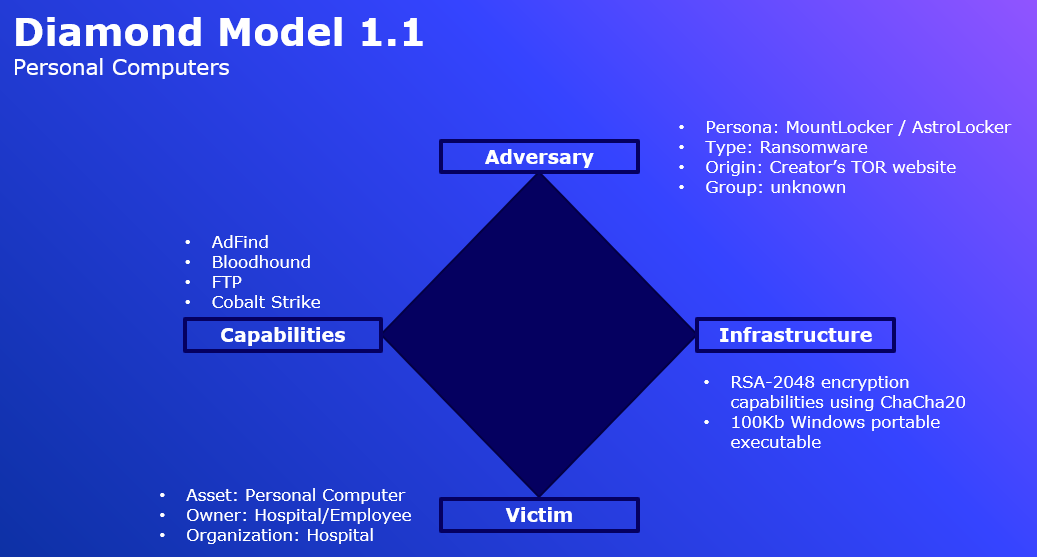 Diamond Model 1.1
Personal Computers
Adversary
• Persona: MountLocker / AstroLocker
• Type: Ransomware
• Origin: Creator’s TOR website
• Group: unknown
• AdFind
• Bloodhound
• FTP
• Cobalt Strike
Capabilities
Infrastructure
• RSA-2048 encryption
capabilities using ChaCha20
• 100Kb Windows portable
executable
• Asset: Personal Computer
• Owner: Hospital/Employee
• Organization: Hospital
Victim